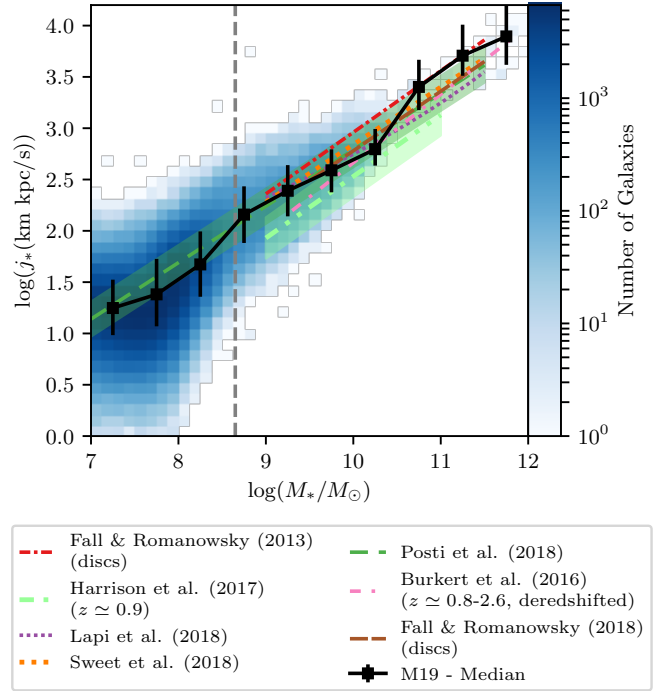 4.0
3.5
3.0
2.5
2.0
1.5
1.0
0.5
0.0
log(j*(km kpc/s))
7
8
9
10
11
12
log(M*/M⊙)
10³
10²
10¹
10⁰
Number of Galaxies
Fall & Romanowsky (2013)
(discs)
Harrison et al. (2017)
(z ≃ 0.9)
Lapi et al. (2018)
Sweet et al. (2018)
Posti et al. (2018)
Burkert et al. (2016)
(z ≃ 0.8-2.6, deredshifted)
Fall & Romanowsky (2018)
(discs)
M19 - Median